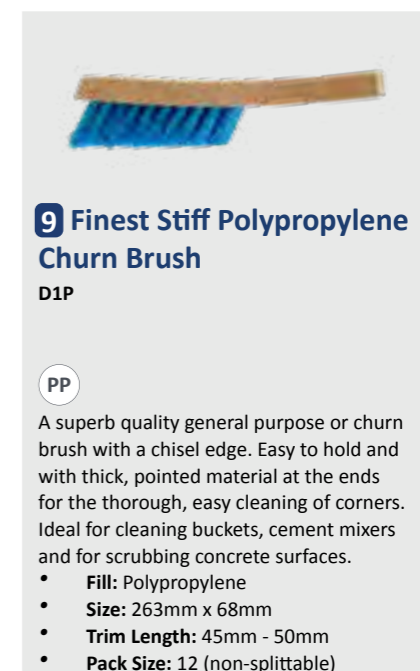 9 Finest Stiff Polypropylene
Churn Brush
D1P
PP
A superb quality general purpose or churn
brush with a chisel edge. Easy to hold and
with thick, pointed material at the ends
for the thorough, easy cleaning of corners.
Ideal for cleaning buckets, cement mixers
and for scrubbing concrete surfaces.
• Fill: Polypropylene
• Size: 263mm x 68mm
• Trim Length: 45mm - 50mm
• Pack Size: 12 (non-splittable)